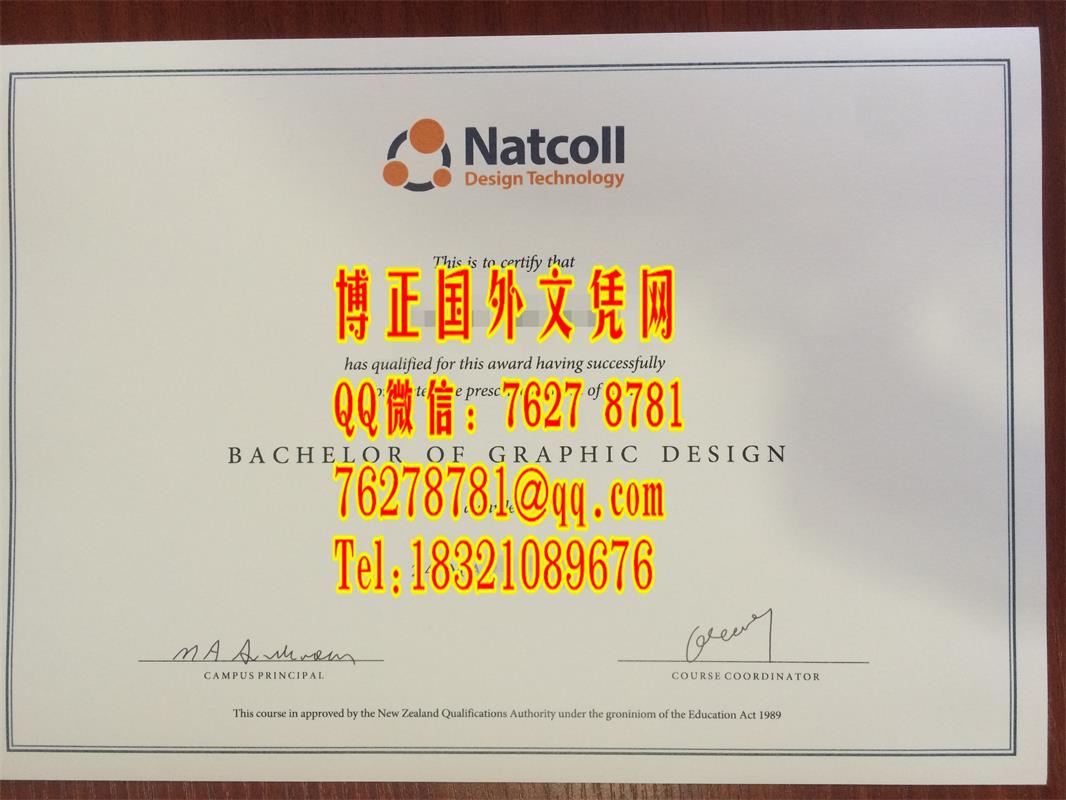 Natcoll
Design Technology
This is to certify that
博正国外文凭网
has qualified for this award having successfully
QQ微信: 7627 8781
BACHELOR OF GRAPHIC DESIGN
76278781@qq.com
Tel:18321089676
CAMPUS PRINCIPAL
COURSE COORDINATOR
This course in approved by the New Zealand Qualifications Authority under the groniniom of the Education Act 1989